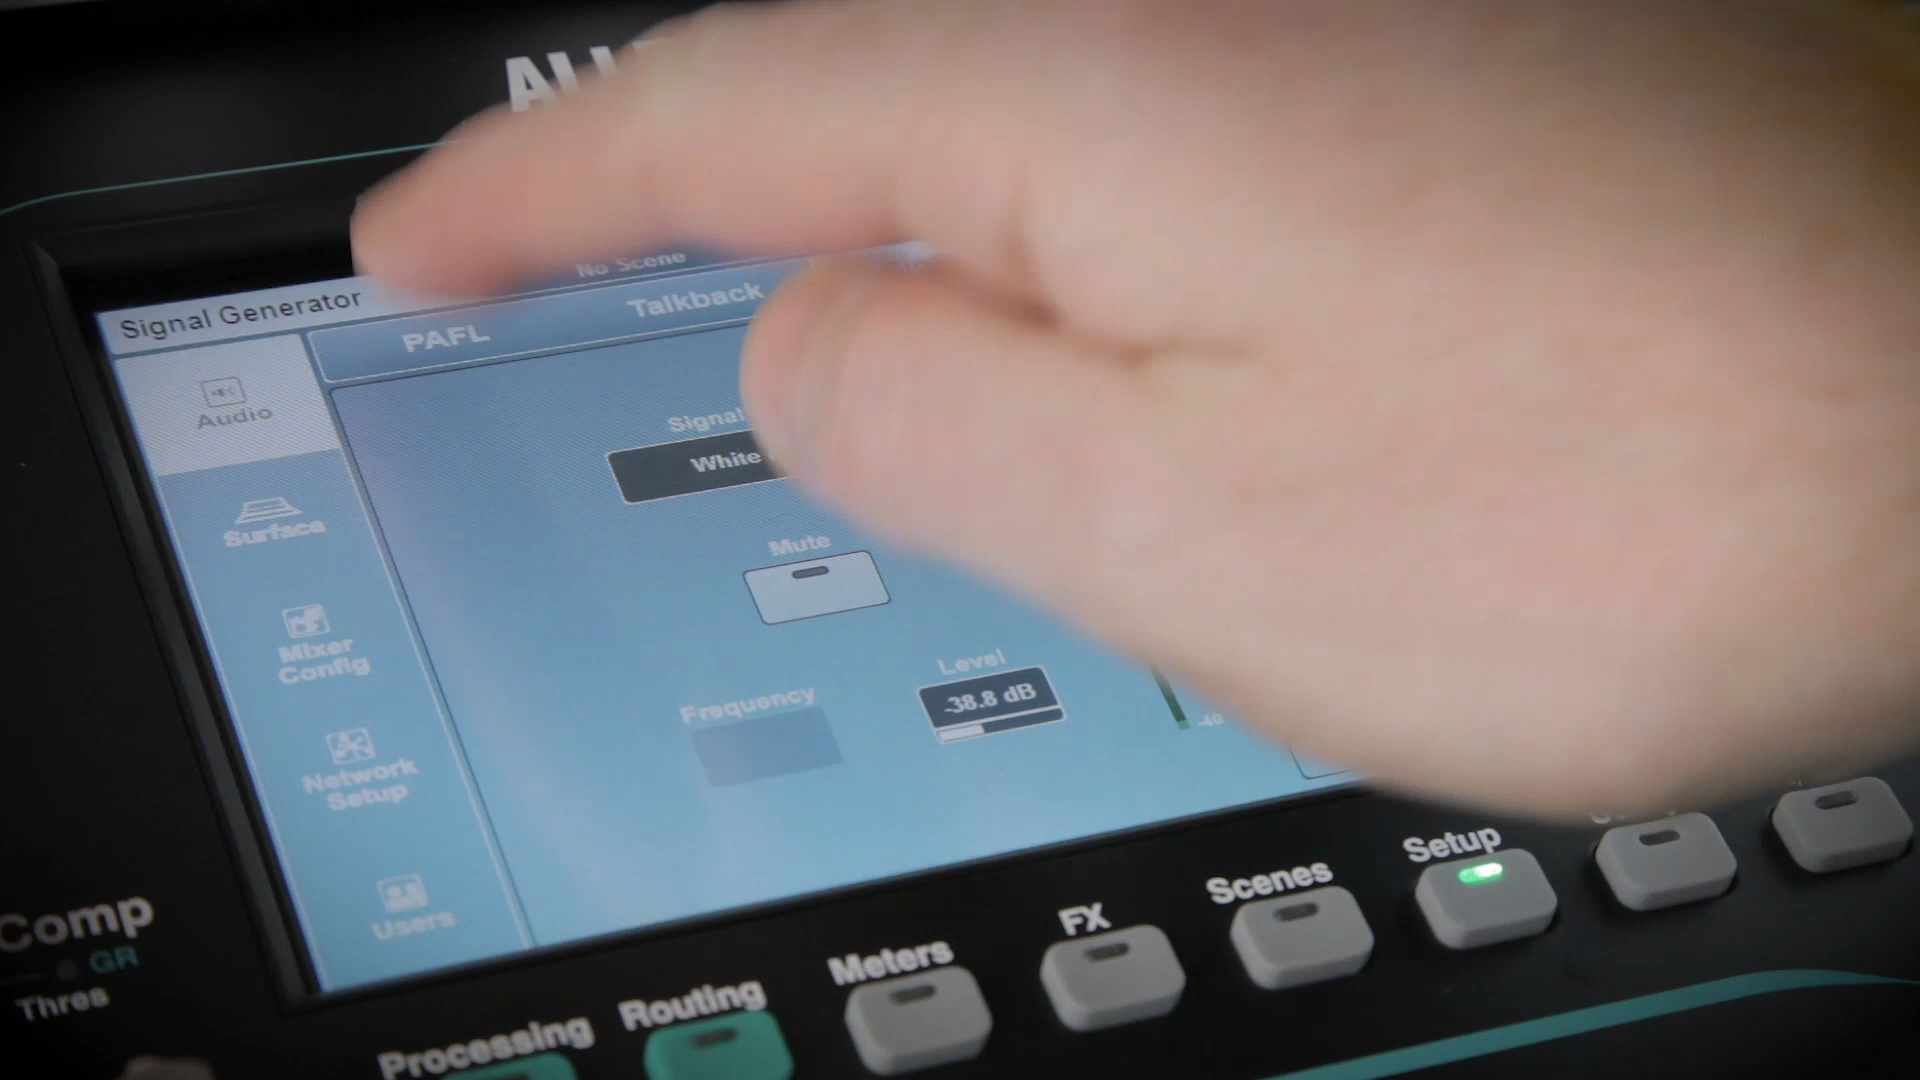 No Scene
Signal Generator
PAFL
Talkback
Audio
Signal
White
Surface
Mute
Mixer
Config
Level
-38.8 dB
Frequency
-40
Network
Setup
Users
Comp
GR
Thres
Processing
Routing
Meters
FX
Scenes
Setup